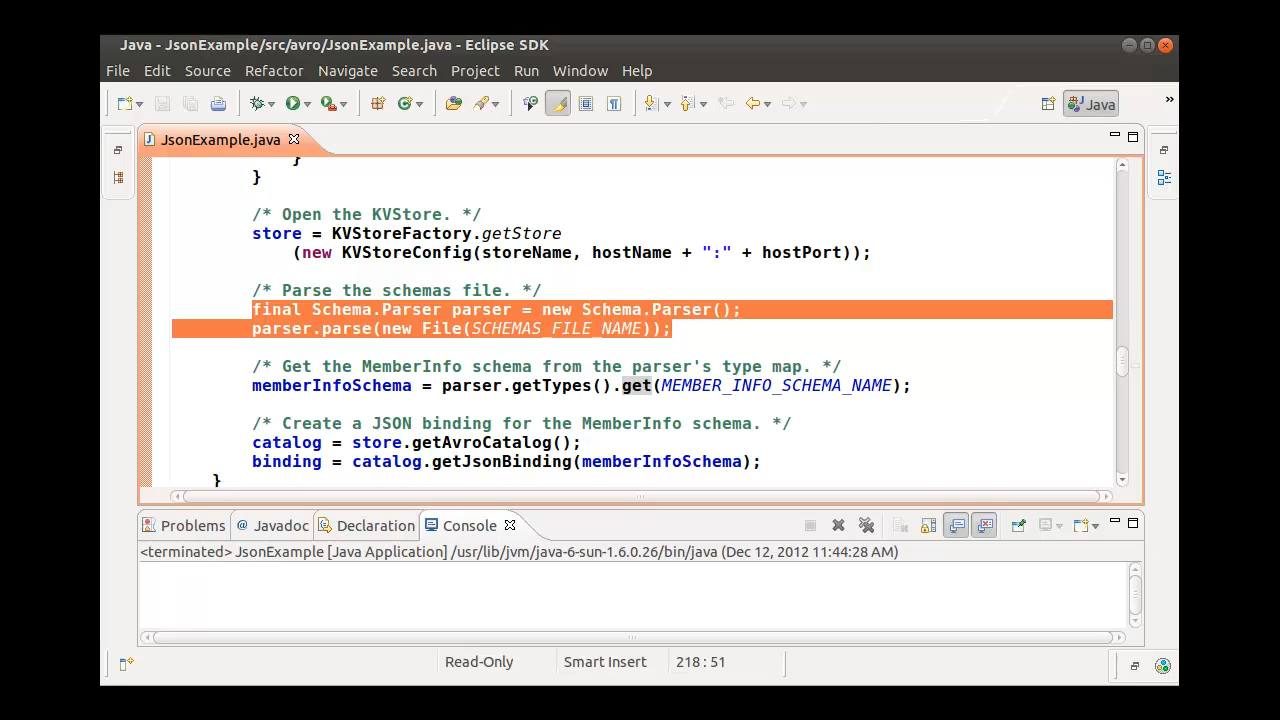 Java - JsonExample/src/avro/JsonExample.java - Eclipse SDK
File Edit Source Refactor Navigate Search Project Run Window Help
Java »
JsonExample.java
}
}
/* Open the KVStore. */
store = KVStoreFactory.getStore
(new KVStoreConfig(storeName, hostName + ":" + hostPort));
/* Parse the schemas file. */
final Schema.Parser parser = new Schema.Parser();
parser.parse(new File(SCHEMAS_FILE_NAME));
/* Get the MemberInfo schema from the parser's type map. */
memberInfoSchema = parser.getTypes().get(MEMBER_INFO_SCHEMA_NAME);
/* Create a JSON binding for the MemberInfo schema. */
catalog = store.getAvroCatalog();
binding = catalog.getJsonBinding(memberInfoSchema);
}
Problems @ Javadoc Declaration Console
<terminated> JsonExample [Java Application] /usr/lib/jvm/java-6-sun-1.6.0.26/bin/java (Dec 12, 2012 11:44:28 AM)
Read-Only Smart Insert 218 : 51